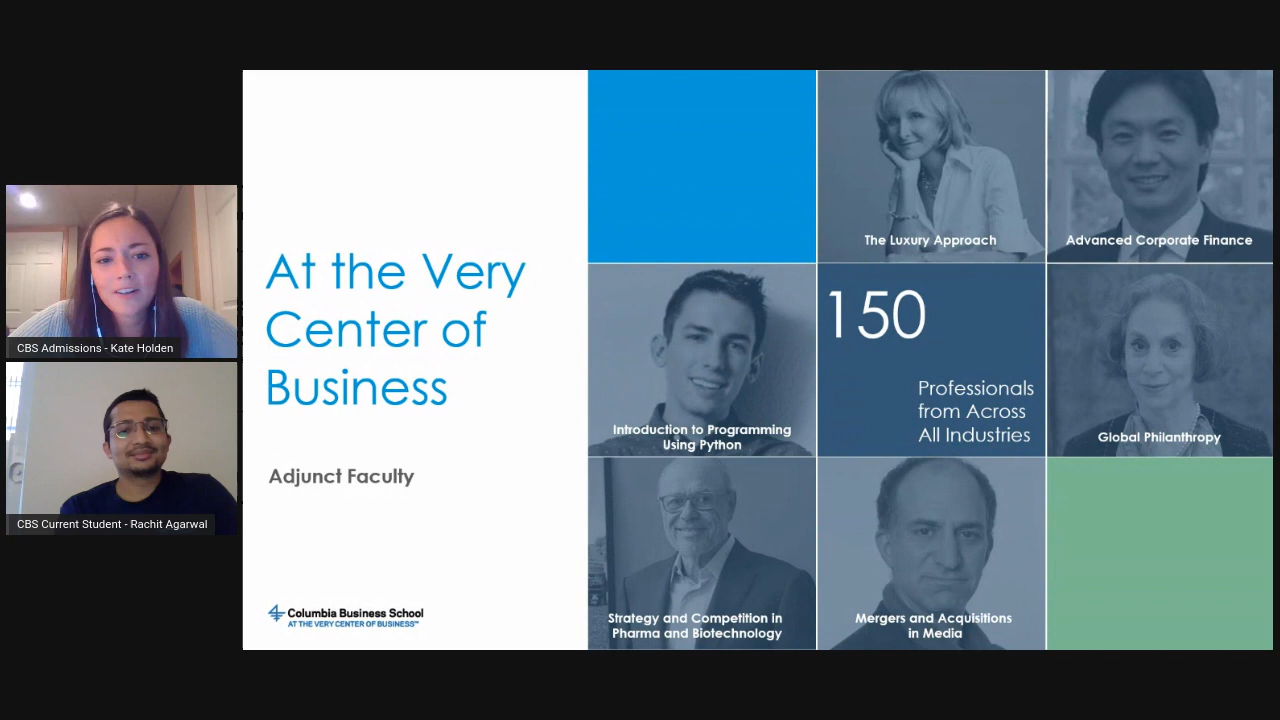 CBS Admissions - Kate Holden
CBS Current Student - Rachit Agarwal
At the Very
Center of
Business
Adjunct Faculty
Columbia Business School
AT THE VERY CENTER OF BUSINESS™
The Luxury Approach
Advanced Corporate Finance
Introduction to Programming
Using Python
150
Professionals
from Across
All Industries
Global Philanthropy
Strategy and Competition in
Pharma and Biotechnology
Mergers and Acquisitions
in Media